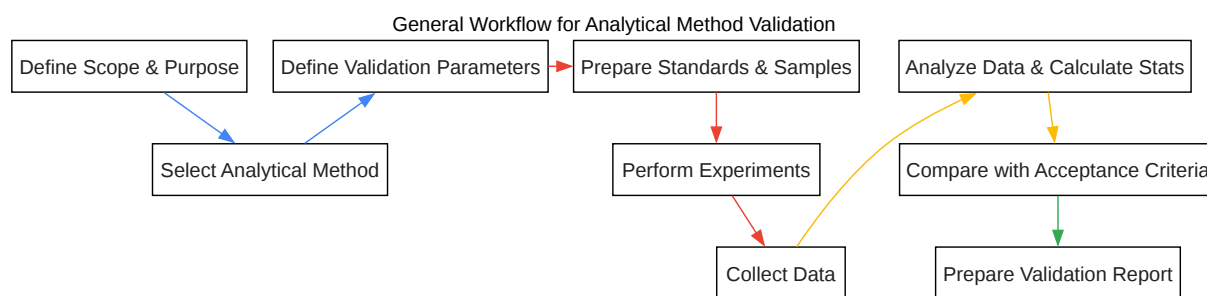 General Workflow for Analytical Method Validation
Define Scope & Purpose
Select Analytical Method
Define Validation Parameters
Prepare Standards & Samples
Perform Experiments
Collect Data
Analyze Data & Calculate Stats
Compare with Acceptance Criteria
Prepare Validation Report